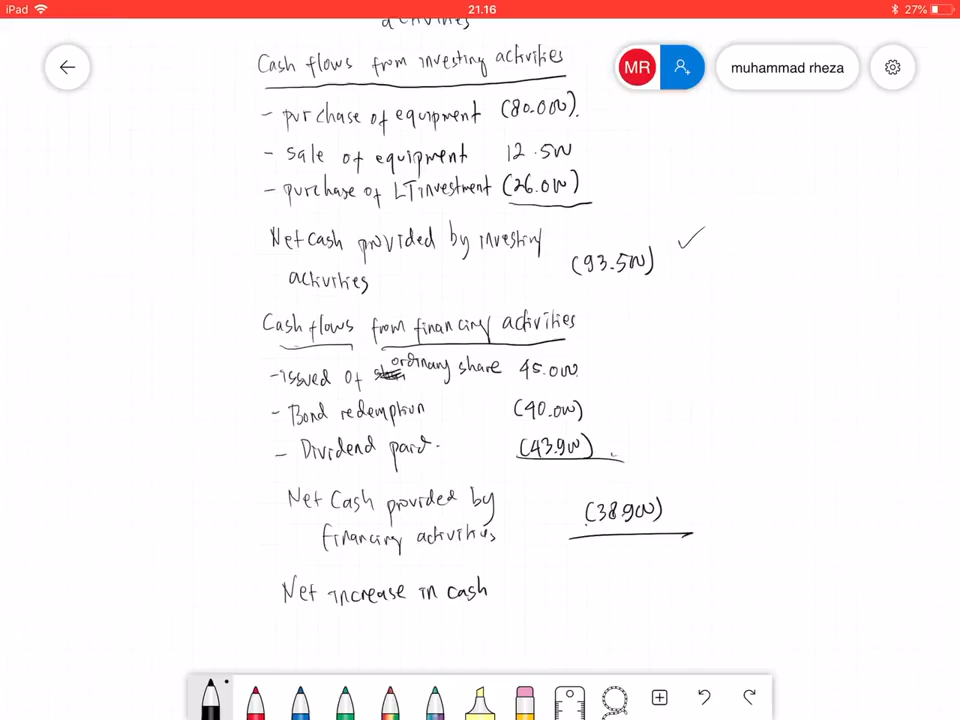 iPad 21.16 27%
activities
Cash flows from investing activities
MR muhammad rheza
- purchase of equipment (80.000)
- sale of equipment 12.500
- purchase of LT investment (26.000)
Net Cash provided by investing
activities (93.500)
Cash flows from financing activities
- issued of ordinary share 45.000
- Bond redemption (40.000)
- Dividend paid (43.900)
Net Cash provided by
financing activities (38.900)
Net increase in cash